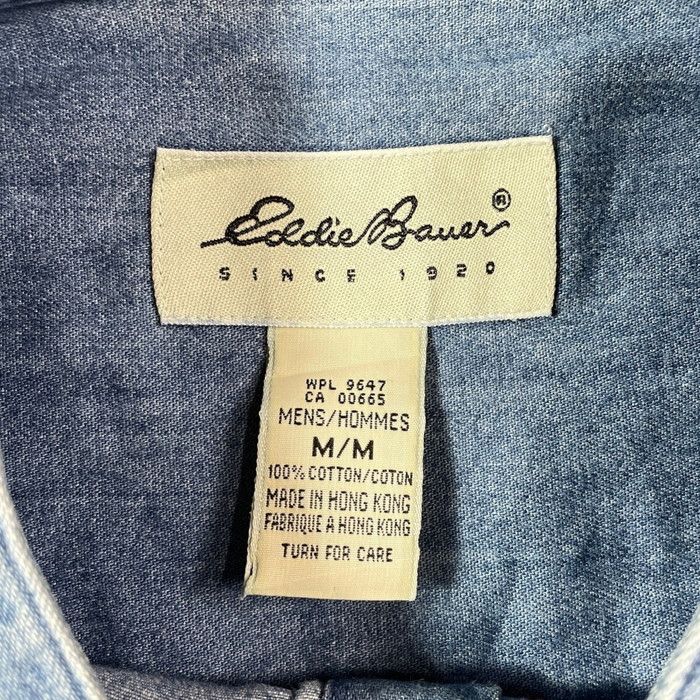 Eddie Bauer®
SINCE 1920
WPL 9647
CA 00665
MENS/HOMMES
M/M
100% COTTON/COTON
MADE IN HONG KONG
FABRIQUE A HONG KONG
TURN FOR CARE